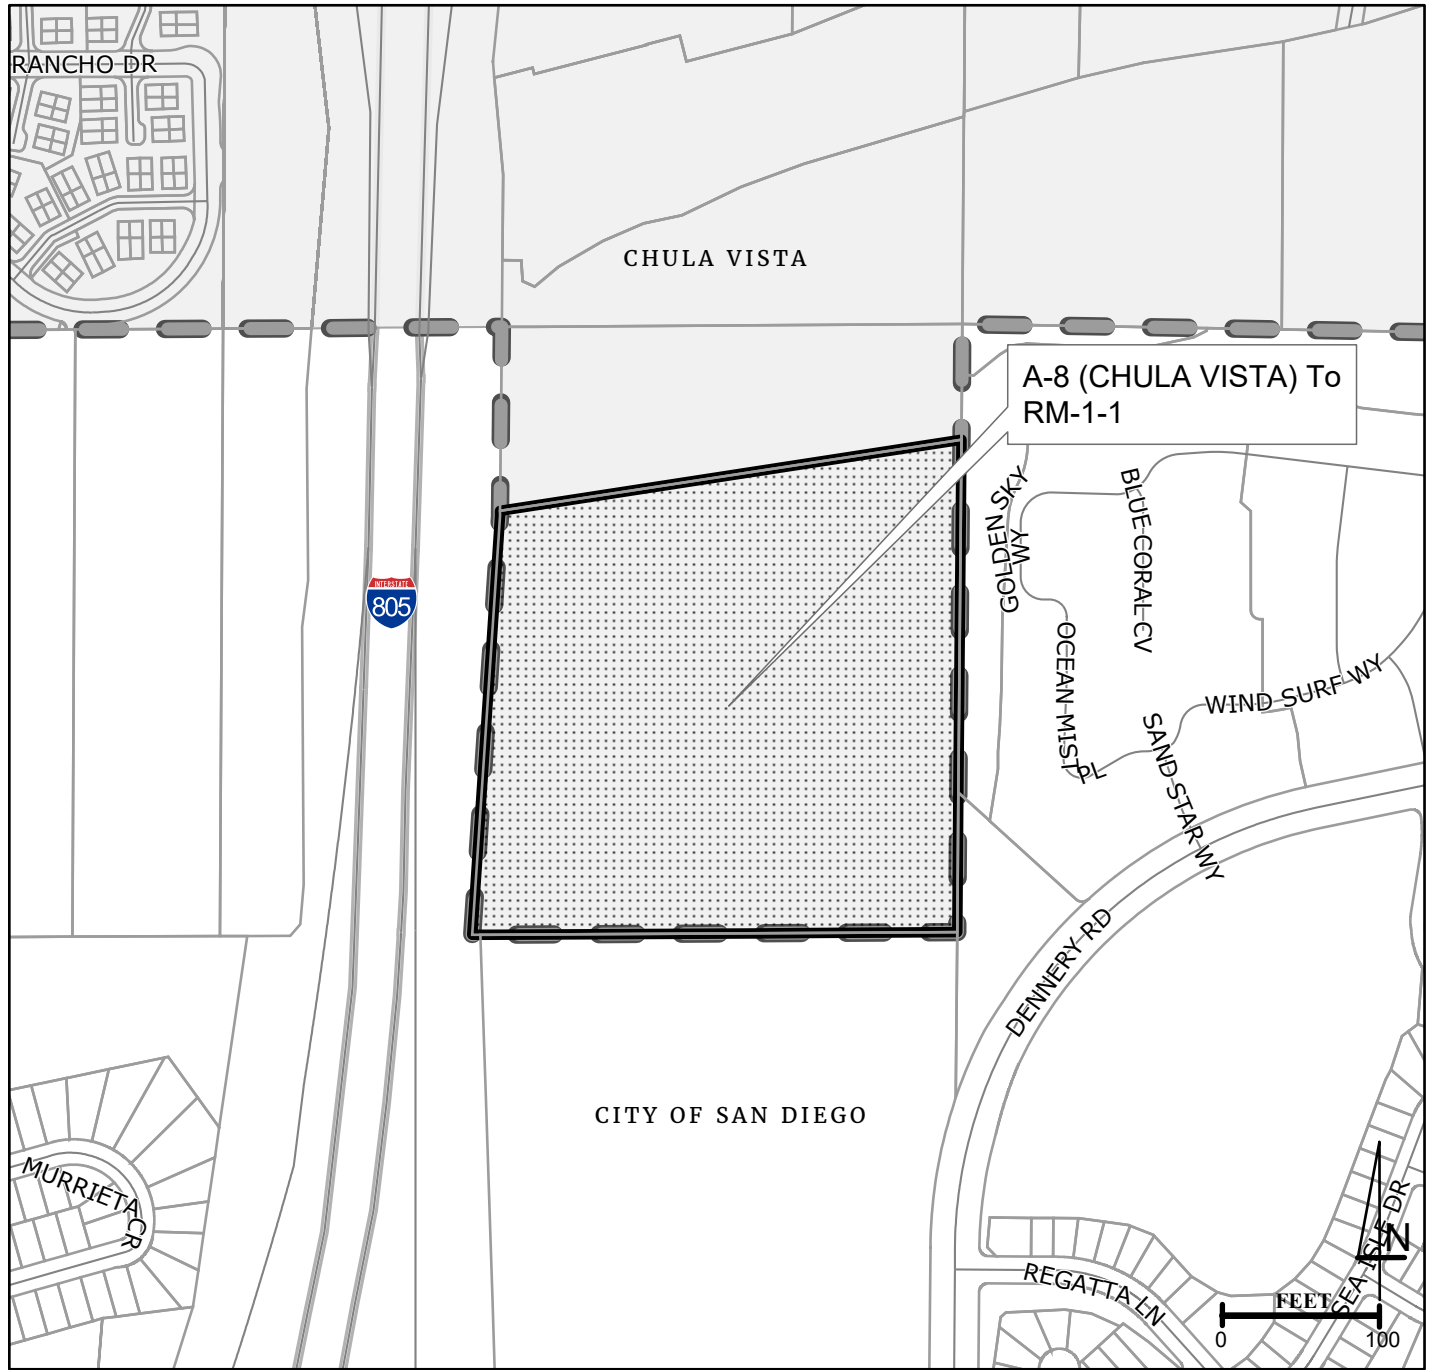 RANCHO DR
CHULA VISTA
A-8 (CHULA VISTA) To
RM-1-1
GOLDEN SKY
WY
BLUE CORAL CV
INTERSTATE
805
OCEAN MIST PL
WIND SURF WY
SAND STAR WY
DENNERY RD
CITY OF SAN DIEGO
MURRIETA CR
SEA ISLE DR
N
REGATTA LN
FEET
0 100